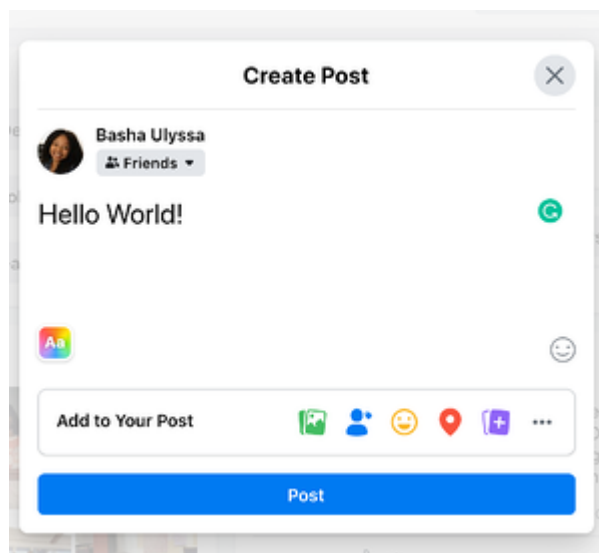 Create Post
Basha Ulyssa
Friends
Hello World!
Aa
Add to Your Post
Post